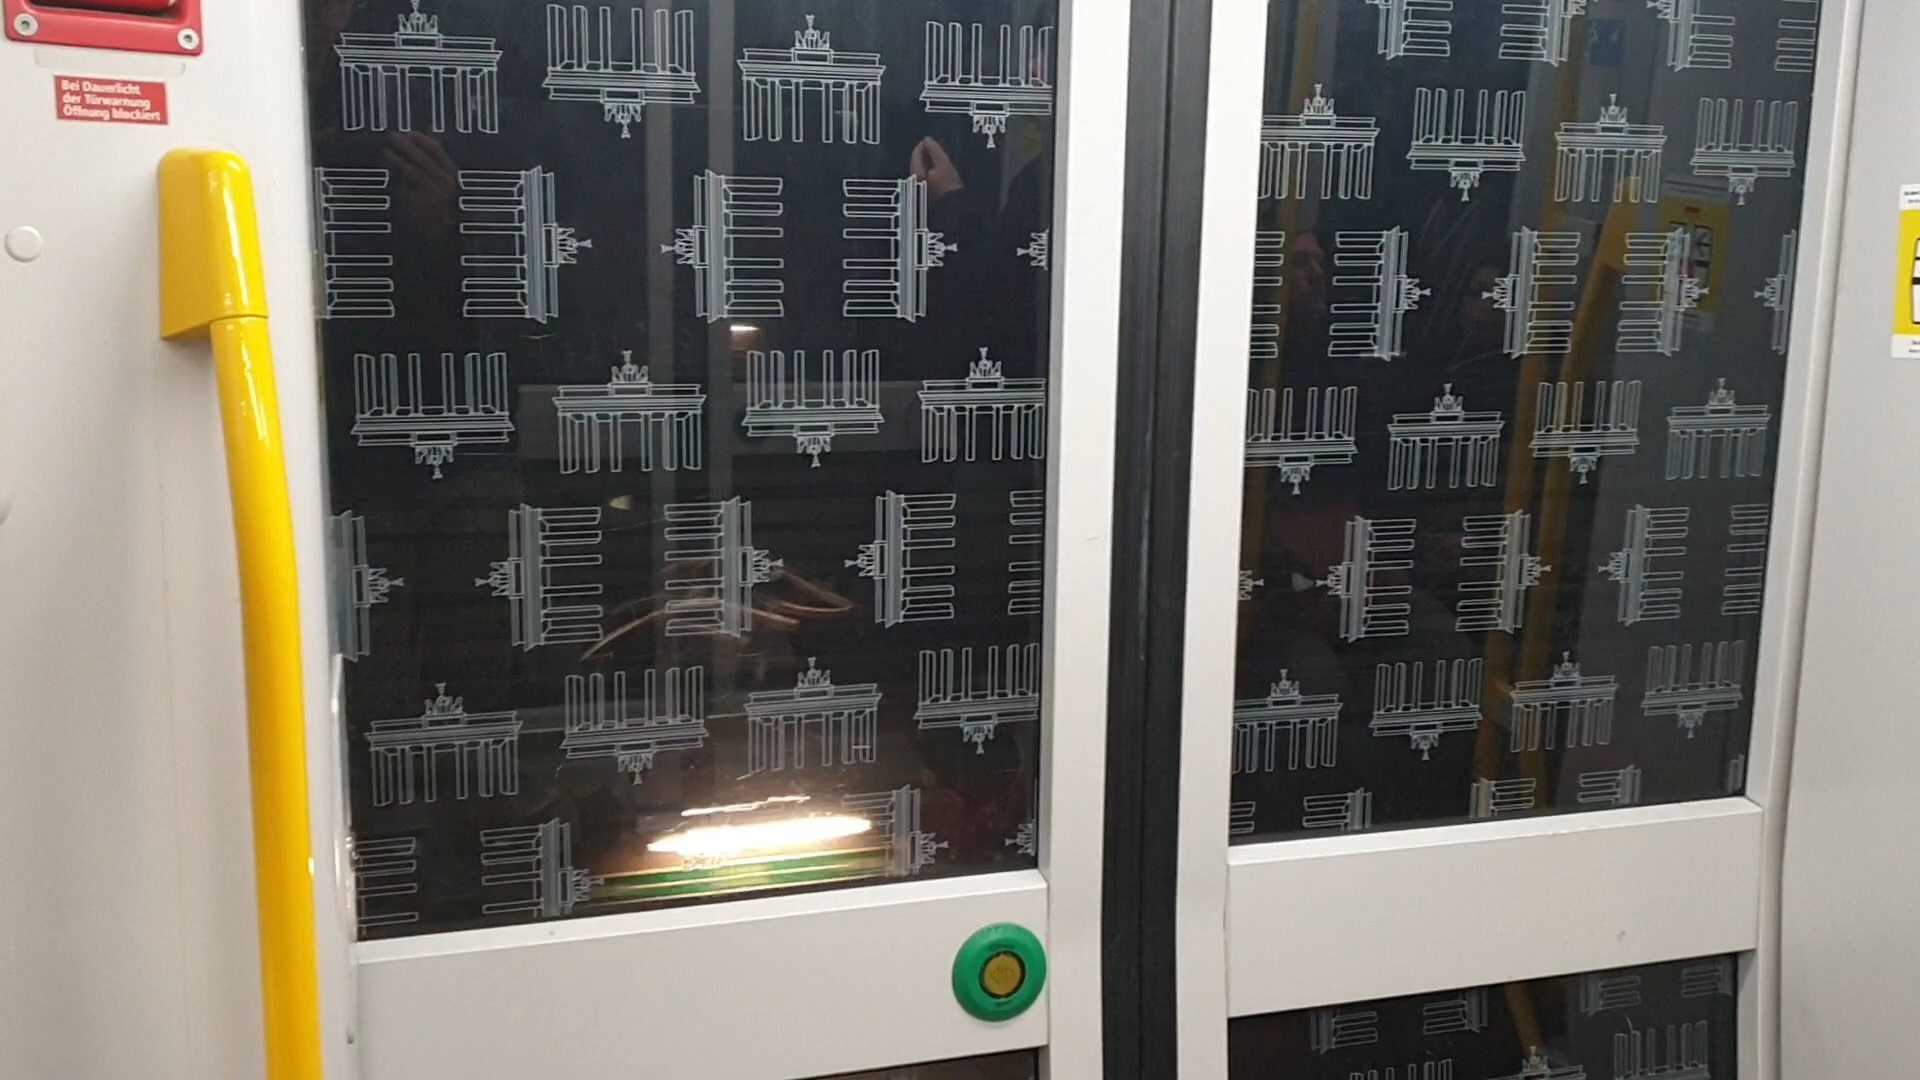 Bei Dauerlicht
der Türwarnung
Öffnung blockiert